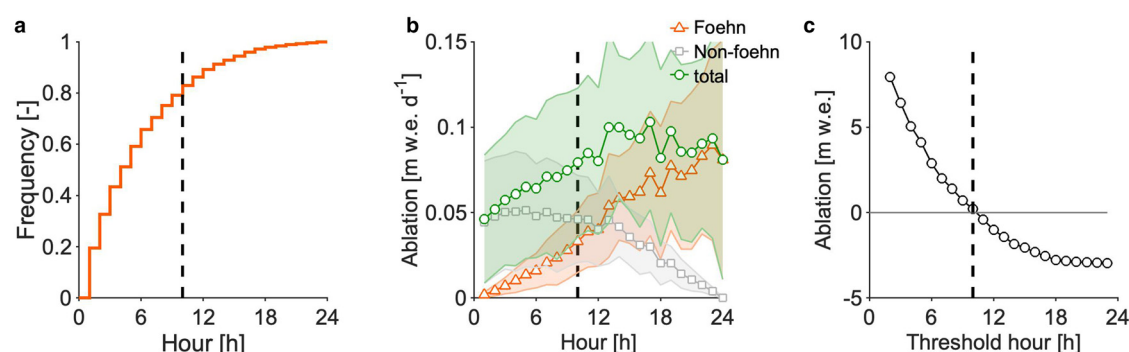 a
Frequency [-]
1
0.8
0.6
0.4
0.2
0
0
6
12
18
24
Hour [h]
b
Ablation [m w.e. d-1]
0.15
0.1
0.05
0
0
6
12
18
24
Hour [h]
Foehn
Non-foehn
total
c
Ablation [m w.e.]
10
5
0
-5
0
6
12
18
24
Threshold hour [h]